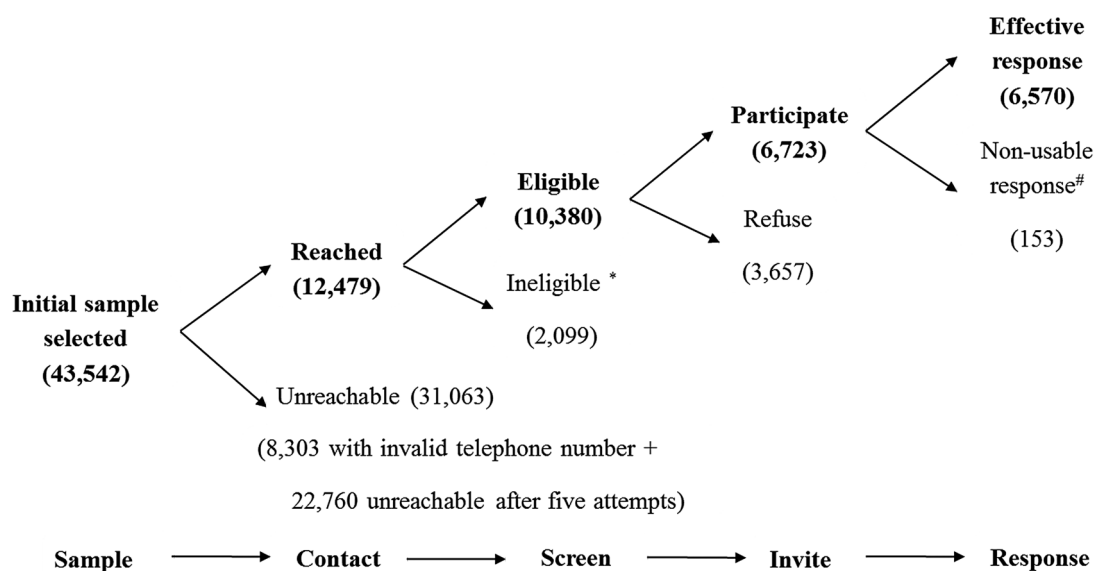 Initial sample
selected
(43,542)
Reached
(12,479)
Unreachable (31,063)
(8,303 with invalid telephone number +
22,760 unreachable after five attempts)
Eligible
(10,380)
Ineligible *
(2,099)
Participate
(6,723)
Refuse
(3,657)
Effective
response
(6,570)
Non-usable
response#
(153)
Sample Contact Screen Invite Response